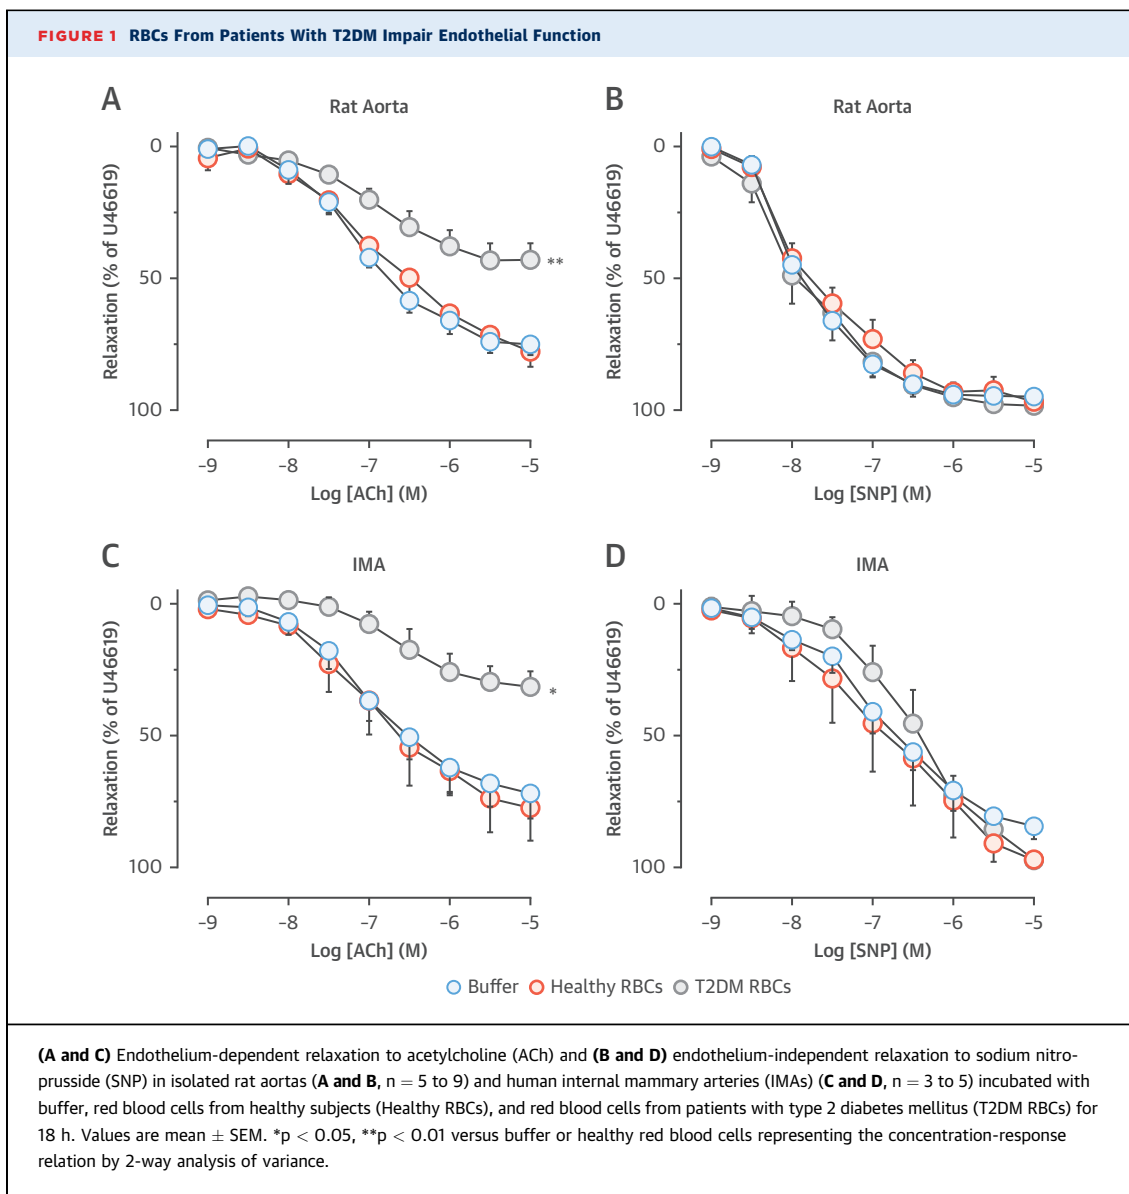 FIGURE 1 RBCs From Patients With T2DM Impair Endothelial Function
A
Rat Aorta
0
50
100
Relaxation (% of U46619)
**
–9 –8 –7 –6 –5
Log [ACh] (M)
B
Rat Aorta
0
50
100
Relaxation (% of U46619)
–9 –8 –7 –6 –5
Log [SNP] (M)
C
IMA
0
50
100
Relaxation (% of U46619)
*
–9 –8 –7 –6 –5
Log [ACh] (M)
D
IMA
0
50
100
Relaxation (% of U46619)
–9 –8 –7 –6 –5
Log [SNP] (M)
Buffer Healthy RBCs T2DM RBCs
(A and C) Endothelium-dependent relaxation to acetylcholine (ACh) and (B and D) endothelium-independent relaxation to sodium nitro-
prusside (SNP) in isolated rat aortas (A and B, n = 5 to 9) and human internal mammary arteries (IMAs) (C and D, n = 3 to 5) incubated with
buffer, red blood cells from healthy subjects (Healthy RBCs), and red blood cells from patients with type 2 diabetes mellitus (T2DM RBCs) for
18 h. Values are mean ± SEM. *p < 0.05, **p < 0.01 versus buffer or healthy red blood cells representing the concentration-response
relation by 2-way analysis of variance.